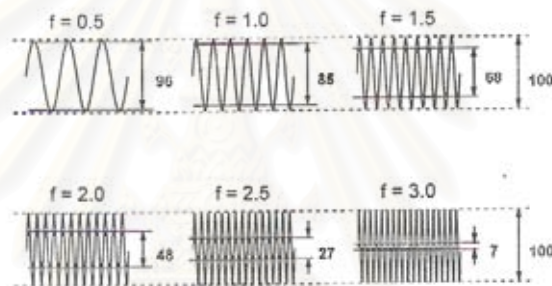 f = 0.5 f = 1.0 f = 1.5
96 85 68 100
f = 2.0 f = 2.5 f = 3.0
48 27 7 100